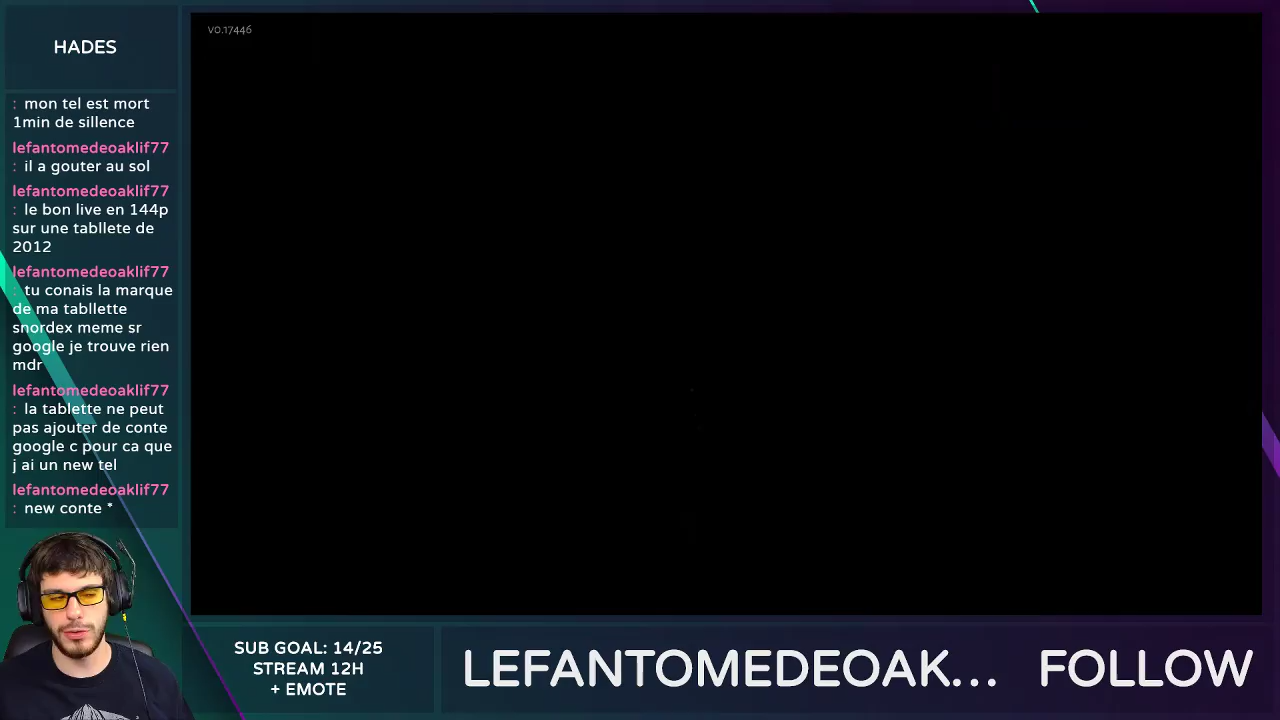 HADES
v0.17446
: mon tel est mort
1min de sillence
lefantomedeoaklif77
: il a gouter au sol
lefantomedeoaklif77
: le bon live en 144p
sur une tabllete de
2012
lefantomedeoaklif77
: tu conais la marque
de ma tabllette
snordex meme sr
google je trouve rien
mdr
lefantomedeoaklif77
: la tablette ne peut
pas ajouter de conte
google c pour ca que
j ai un new tel
lefantomedeoaklif77
: new conte *
SUB GOAL: 14/25
STREAM 12H
+ EMOTE
LEFANTOMEDEOAK... FOLLOW